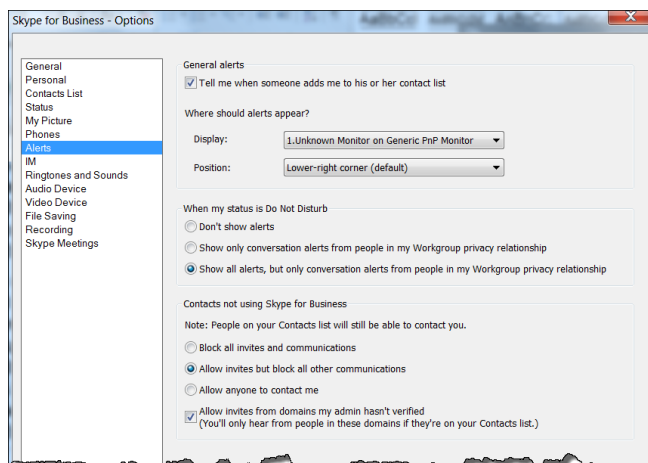 Skype for Business - Options
General
Personal
Contacts List
Status
My Picture
Phones
Alerts
IM
Ringtones and Sounds
Audio Device
Video Device
File Saving
Recording
Skype Meetings
General alerts
Tell me when someone adds me to his or her contact list
Where should alerts appear?
Display: 1.Unknown Monitor on Generic PnP Monitor
Position: Lower-right corner (default)
When my status is Do Not Disturb
Don't show alerts
Show only conversation alerts from people in my Workgroup privacy relationship
Show all alerts, but only conversation alerts from people in my Workgroup privacy relationship
Contacts not using Skype for Business
Note: People on your Contacts list will still be able to contact you.
Block all invites and communications
Allow invites but block all other communications
Allow anyone to contact me
Allow invites from domains my admin hasn't verified
(You'll only hear from people in these domains if they're on your Contacts list.)